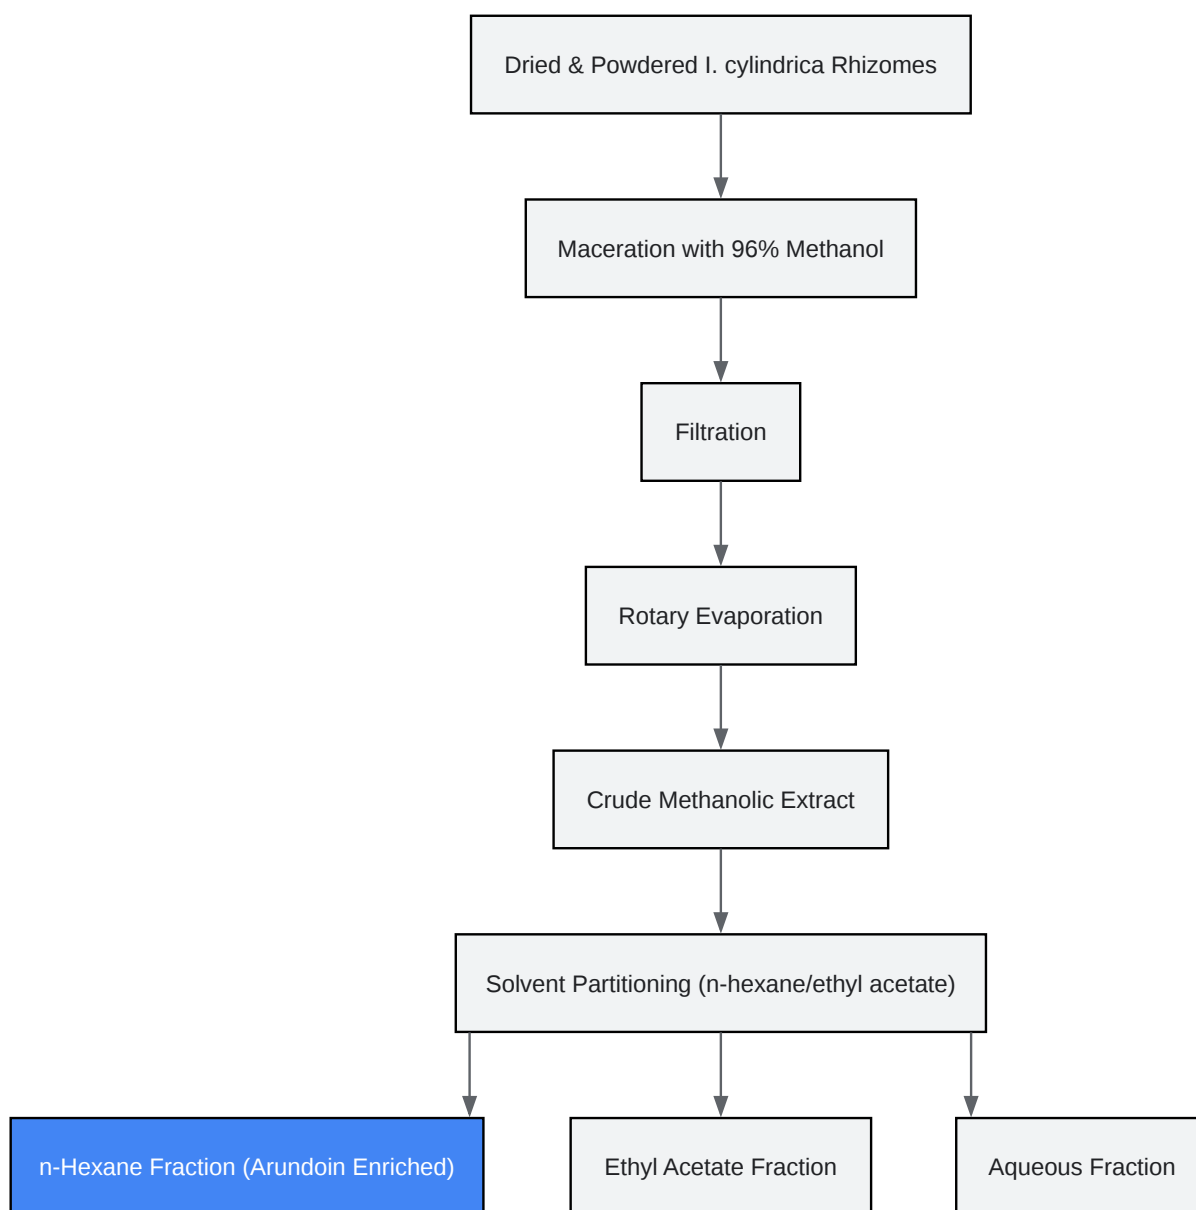 Dried & Powdered I. cylindrica Rhizomes
Maceration with 96% Methanol
Filtration
Rotary Evaporation
Crude Methanolic Extract
Solvent Partitioning (n-hexane/ethyl acetate)
n-Hexane Fraction (Arundoin Enriched)
Ethyl Acetate Fraction
Aqueous Fraction